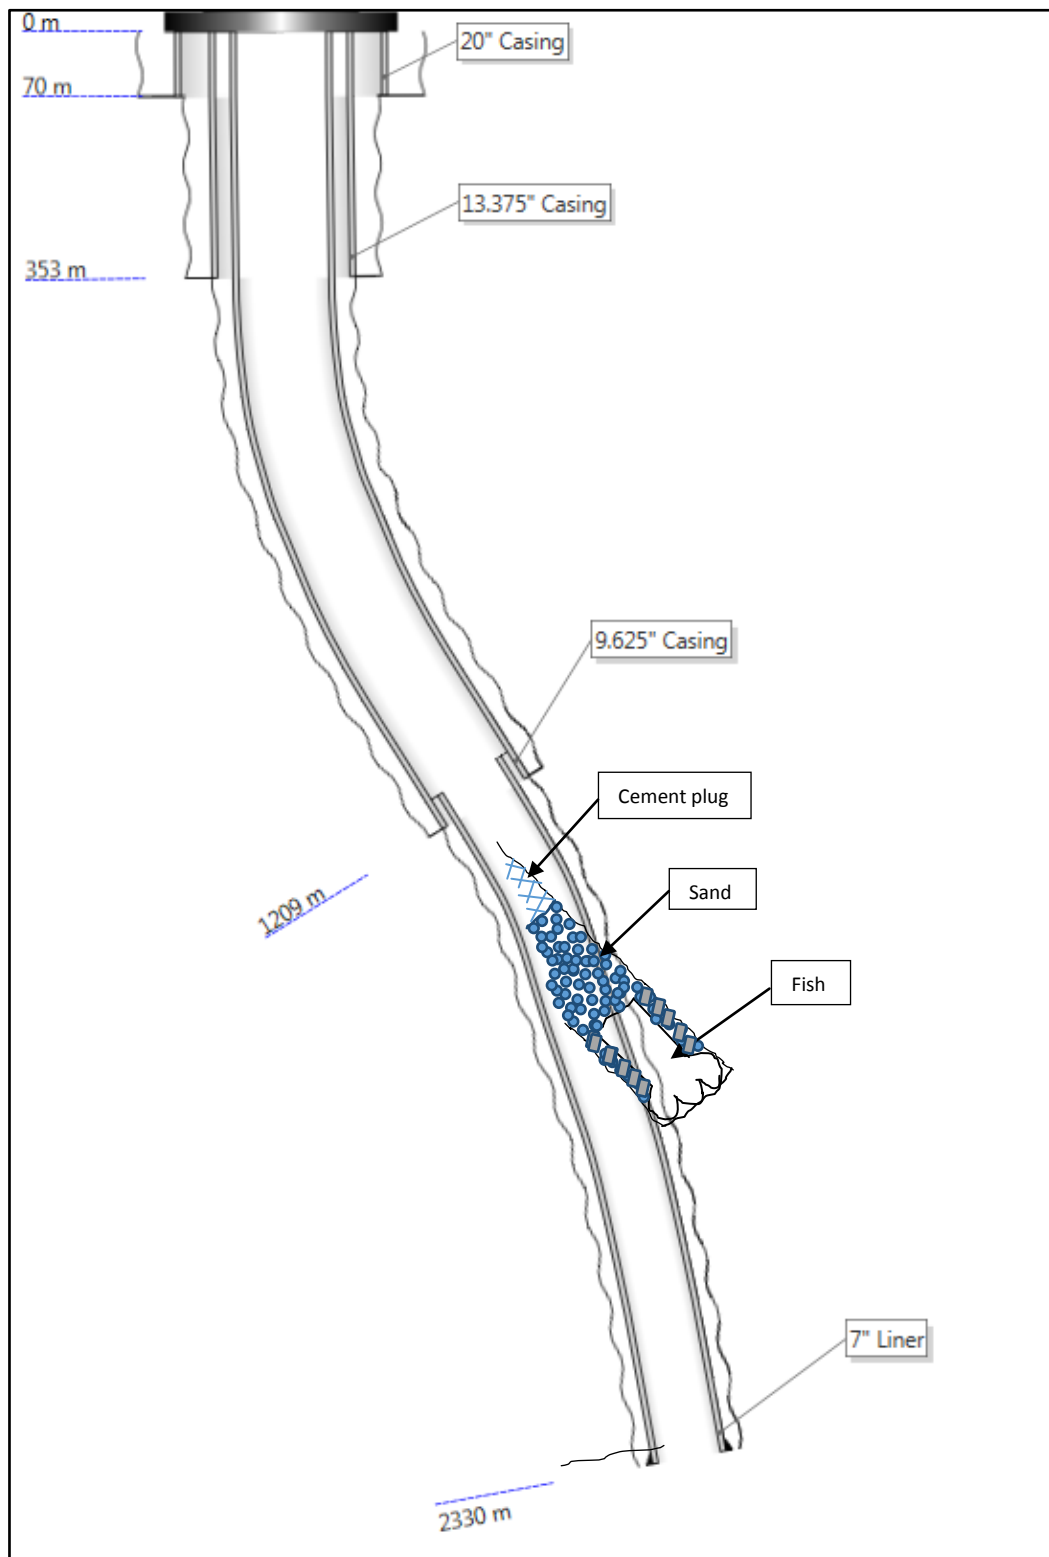 0 m
20" Casing
70 m
13.375" Casing
353 m
9.625" Casing
Cement plug
Sand
1209 m
Fish
7" Liner
2330 m